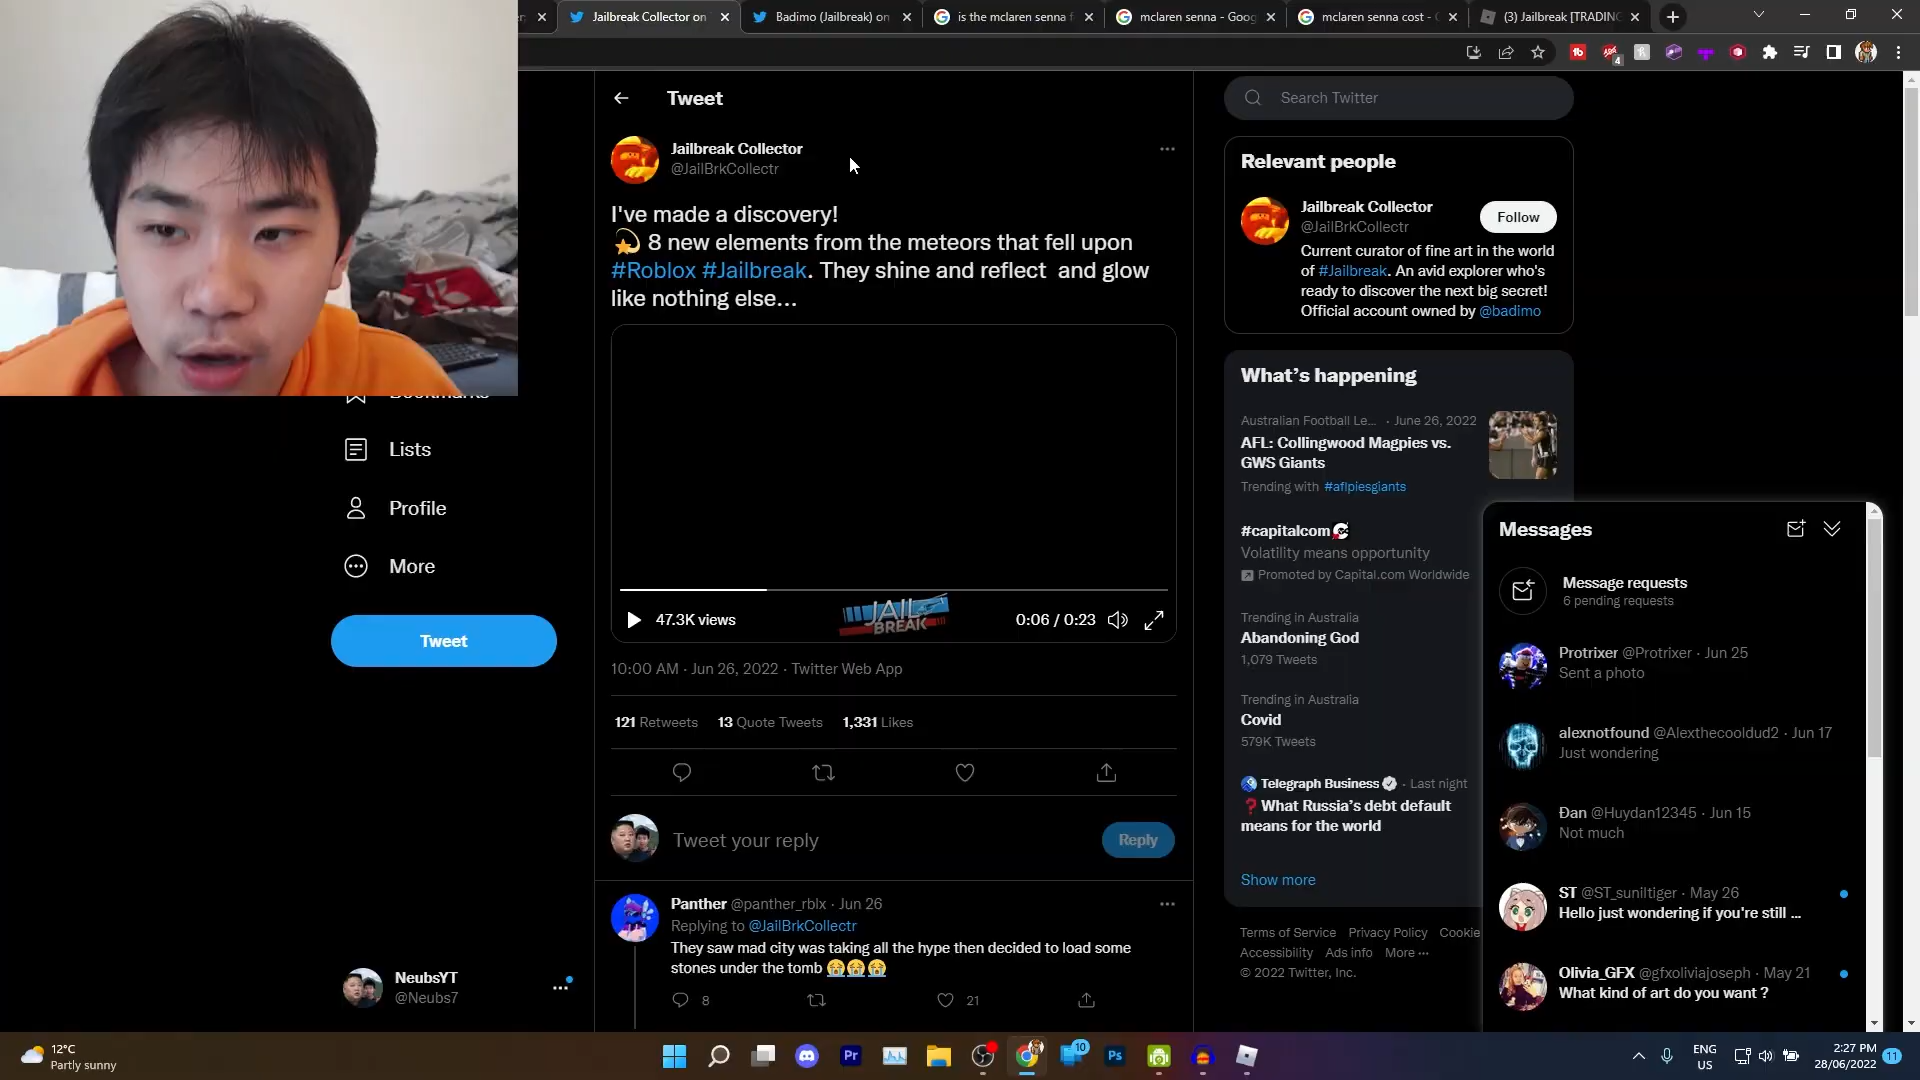 Jailbreak Collector on
Badimo (Jailbreak) on
is the mclaren senna f
mclaren senna - Goog
mclaren senna cost - G
(3) Jailbreak [TRADING
4
Tweet
Search Twitter
Jailbreak Collector
@JailBrkCollectr
I've made a discovery!
💫 8 new elements from the meteors that fell upon
#Roblox #Jailbreak. They shine and reflect and glow
like nothing else...
JAIL
BREAK
47.3K views
0:06 / 0:23
10:00 AM · Jun 26, 2022 · Twitter Web App
121 Retweets 13 Quote Tweets 1,331 Likes
Tweet your reply
Reply
Panther @panther_rblx · Jun 26
Replying to @JailBrkCollectr
They saw mad city was taking all the hype then decided to load some
stones under the tomb 😭😭😭
8
21
Bookmarks
Lists
Profile
More
Tweet
NeubsYT
@Neubs7
Relevant people
Jailbreak Collector
@JailBrkCollectr
Follow
Current curator of fine art in the world
of #Jailbreak. An avid explorer who's
ready to discover the next big secret!
Official account owned by @badimo
What's happening
Australian Football Le... · June 26, 2022
AFL: Collingwood Magpies vs.
GWS Giants
Trending with #aflpiesgiants
#capitalcom
Volatility means opportunity
Promoted by Capital.com Worldwide
Trending in Australia
Abandoning God
1,079 Tweets
Trending in Australia
Covid
579K Tweets
Telegraph Business · Last night
❓What Russia's debt default
means for the world
Show more
Terms of Service Privacy Policy Cookie
Accessibility Ads info More ···
© 2022 Twitter, Inc.
Messages
Message requests
6 pending requests
Protrixer @Protrixer · Jun 25
Sent a photo
alexnotfound @Alexthecooldud2 · Jun 17
Just wondering
Ðan @Huydan12345 · Jun 15
Not much
ST @ST_suniltiger · May 26
Hello just wondering if you're still ...
Olivia_GFX @gfxoliviajoseph · May 21
What kind of art do you want ?
12°C
Partly sunny
Pr
10
Ps
ENG
US
2:27 PM
28/06/2022
11